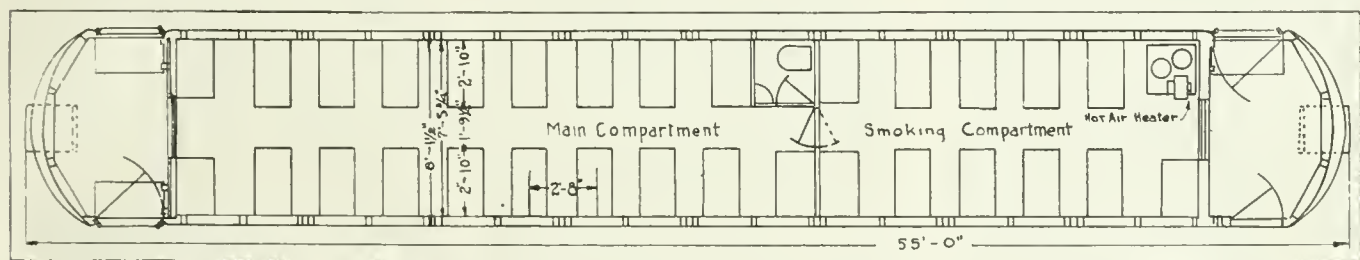 2'-10"
1'-9½"
2'-10"
7'-5¾"
8'-1½"
Main Compartment
Smoking Compartment
Hot Air Heater
2'-8"
55'-0"